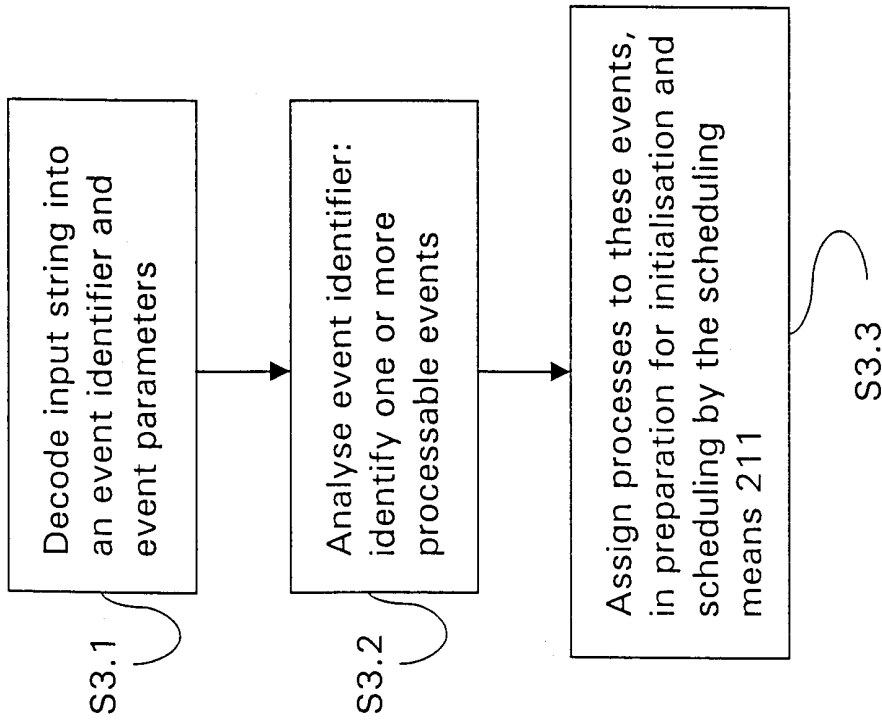 S3.1
Decode input string into
an event identifier and
event parameters
S3.2
Analyse event identifier:
identify one or more
processable events
Assign processes to these events,
in preparation for initialisation and
scheduling by the scheduling
means 211
S3.3